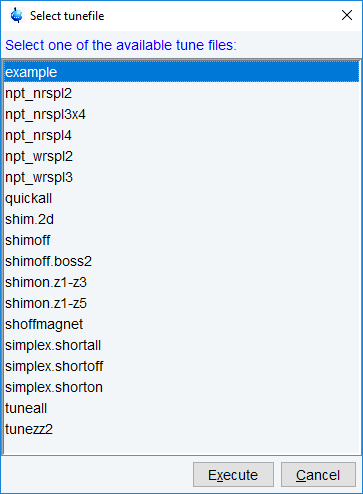 Select tunefile
Select one of the available tune files:
example
npt_nrspl2
npt_nrspl3x4
npt_nrspl4
npt_wrspl2
npt_wrspl3
quickall
shim.2d
shimoff
shimoff.boss2
shimon.z1-z3
shimon.z1-z5
shoffmagnet
simplex.shortall
simplex.shortoff
simplex.shorton
tuneall
tunezz2
Execute Cancel